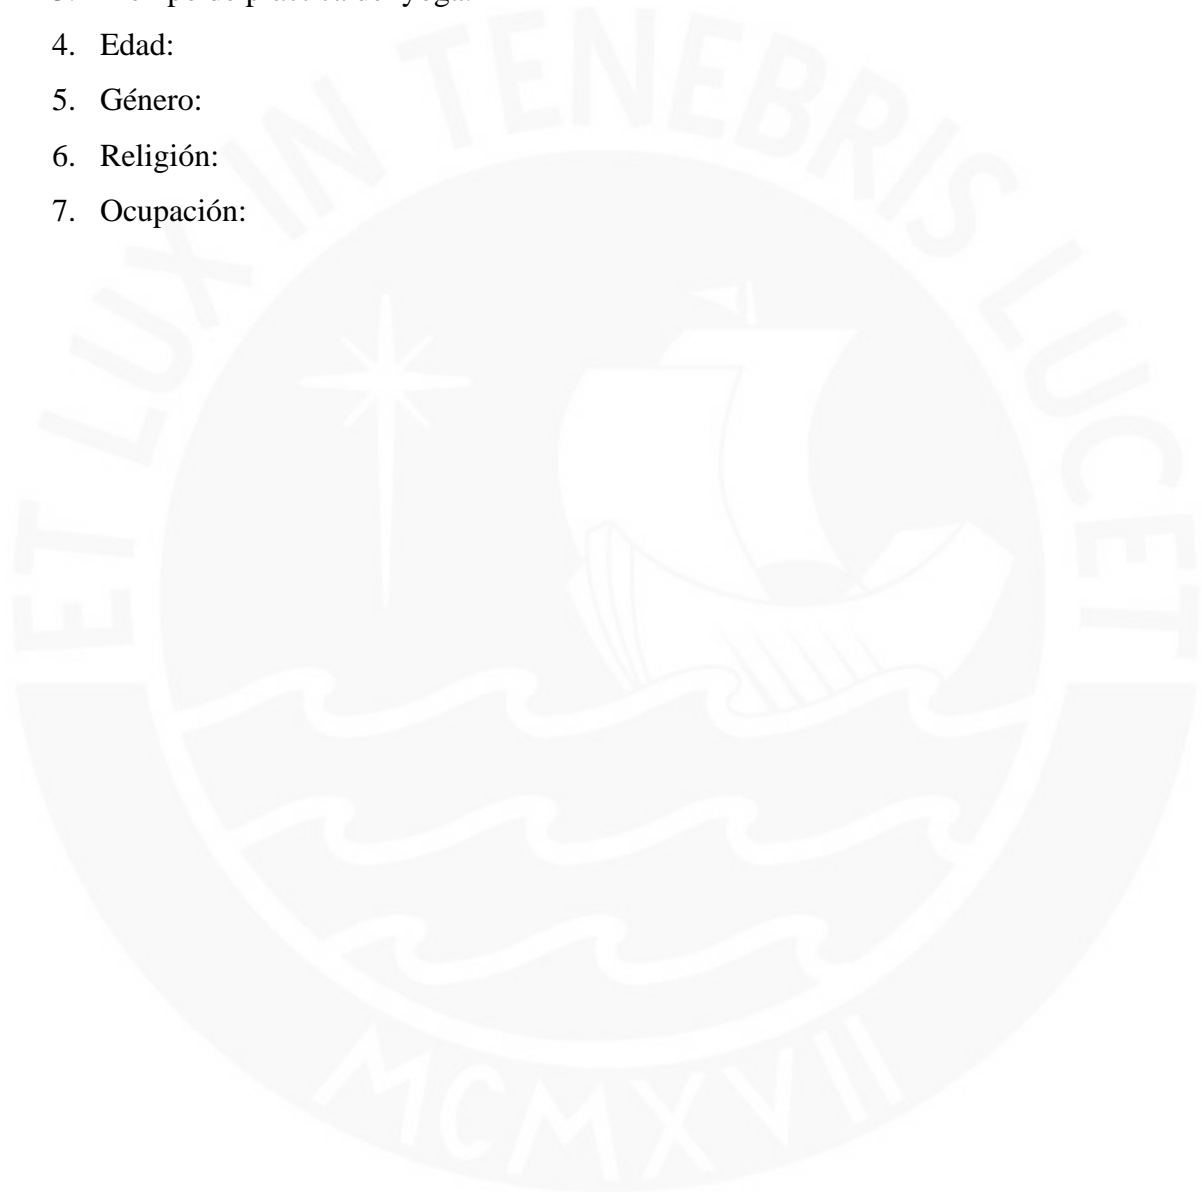 4. Edad:
5. Género:
6. Religión:
7. Ocupación:
ET LUX IN TENEBRIS LUCET
MCMXVII